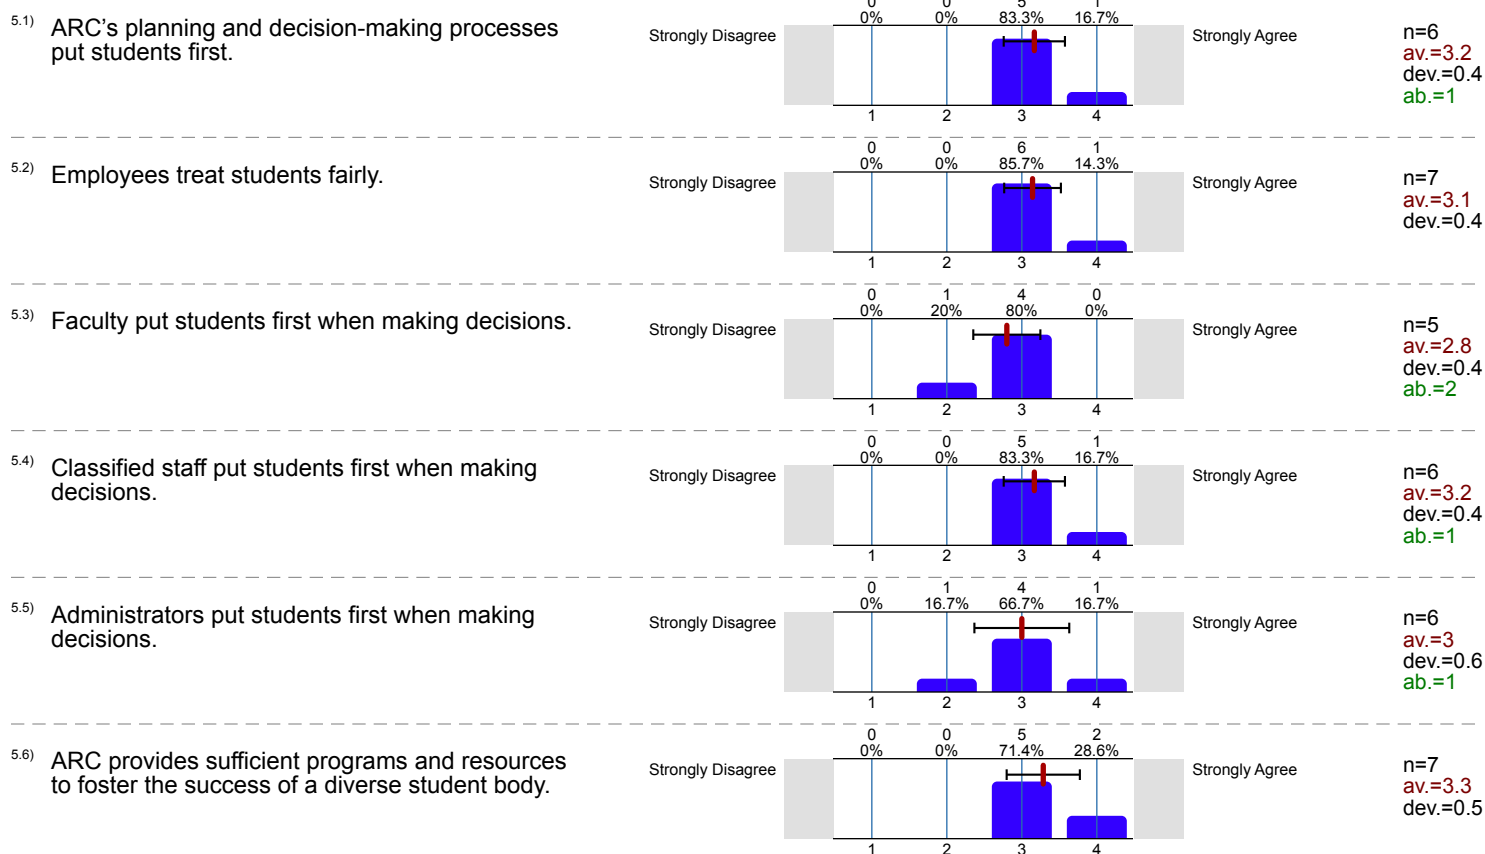 0 0 5 1
0% 0% 83.3% 16.7%
5.1) ARC’s planning and decision-making processes
put students first.
Strongly Disagree
Strongly Agree
n=6
av.=3.2
dev.=0.4
ab.=1
1 2 3 4
0 0 6 1
0% 0% 85.7% 14.3%
5.2) Employees treat students fairly.
Strongly Disagree
Strongly Agree
n=7
av.=3.1
dev.=0.4
1 2 3 4
0 1 4 0
0% 20% 80% 0%
5.3) Faculty put students first when making decisions.
Strongly Disagree
Strongly Agree
n=5
av.=2.8
dev.=0.4
ab.=2
1 2 3 4
0 0 5 1
0% 0% 83.3% 16.7%
5.4) Classified staff put students first when making
decisions.
Strongly Disagree
Strongly Agree
n=6
av.=3.2
dev.=0.4
ab.=1
1 2 3 4
0 1 4 1
0% 16.7% 66.7% 16.7%
5.5) Administrators put students first when making
decisions.
Strongly Disagree
Strongly Agree
n=6
av.=3
dev.=0.6
ab.=1
1 2 3 4
0 0 5 2
0% 0% 71.4% 28.6%
5.6) ARC provides sufficient programs and resources
to foster the success of a diverse student body.
Strongly Disagree
Strongly Agree
n=7
av.=3.3
dev.=0.5
1 2 3 4